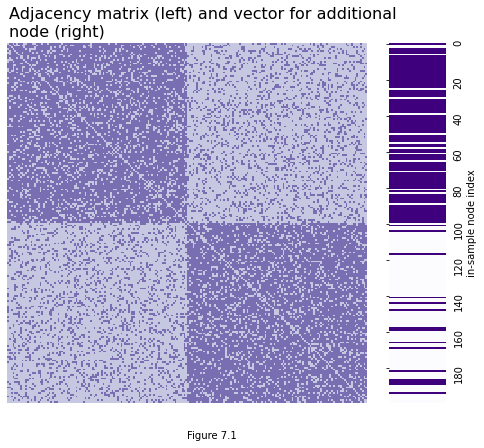 Adjacency matrix (left) and vector for additional
node (right)
0
20
40
60
80
100
120
140
160
180
in-sample node index
Figure 7.1